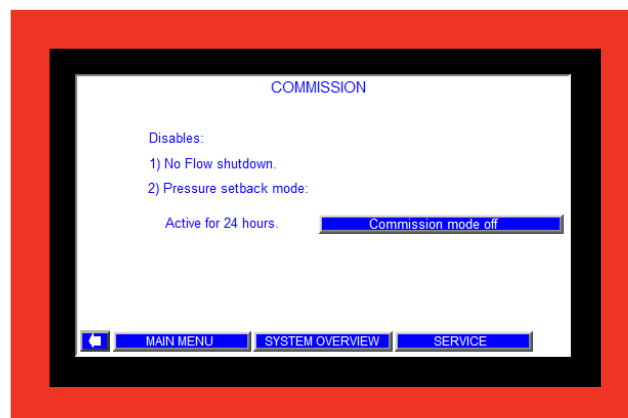 COMMISSION
Disables:
1) No Flow shutdown.
2) Pressure setback mode:
Active for 24 hours. Commission mode off
MAIN MENU SYSTEM OVERVIEW SERVICE